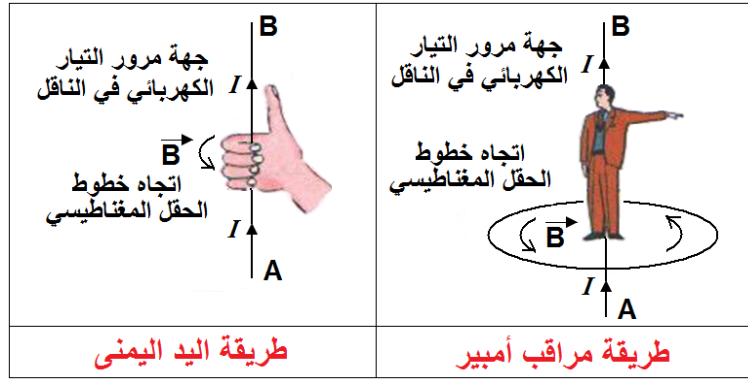 B
جهة مرور التيار
الكهربائي في الناقل
I
B
اتجاه خطوط
الحقل المغناطيسي
B
I
A
طريقة مراقب أمبير
B
جهة مرور التيار
الكهربائي في الناقل
I
B
اتجاه خطوط
الحقل المغناطيسي
I
A
طريقة اليد اليمنى